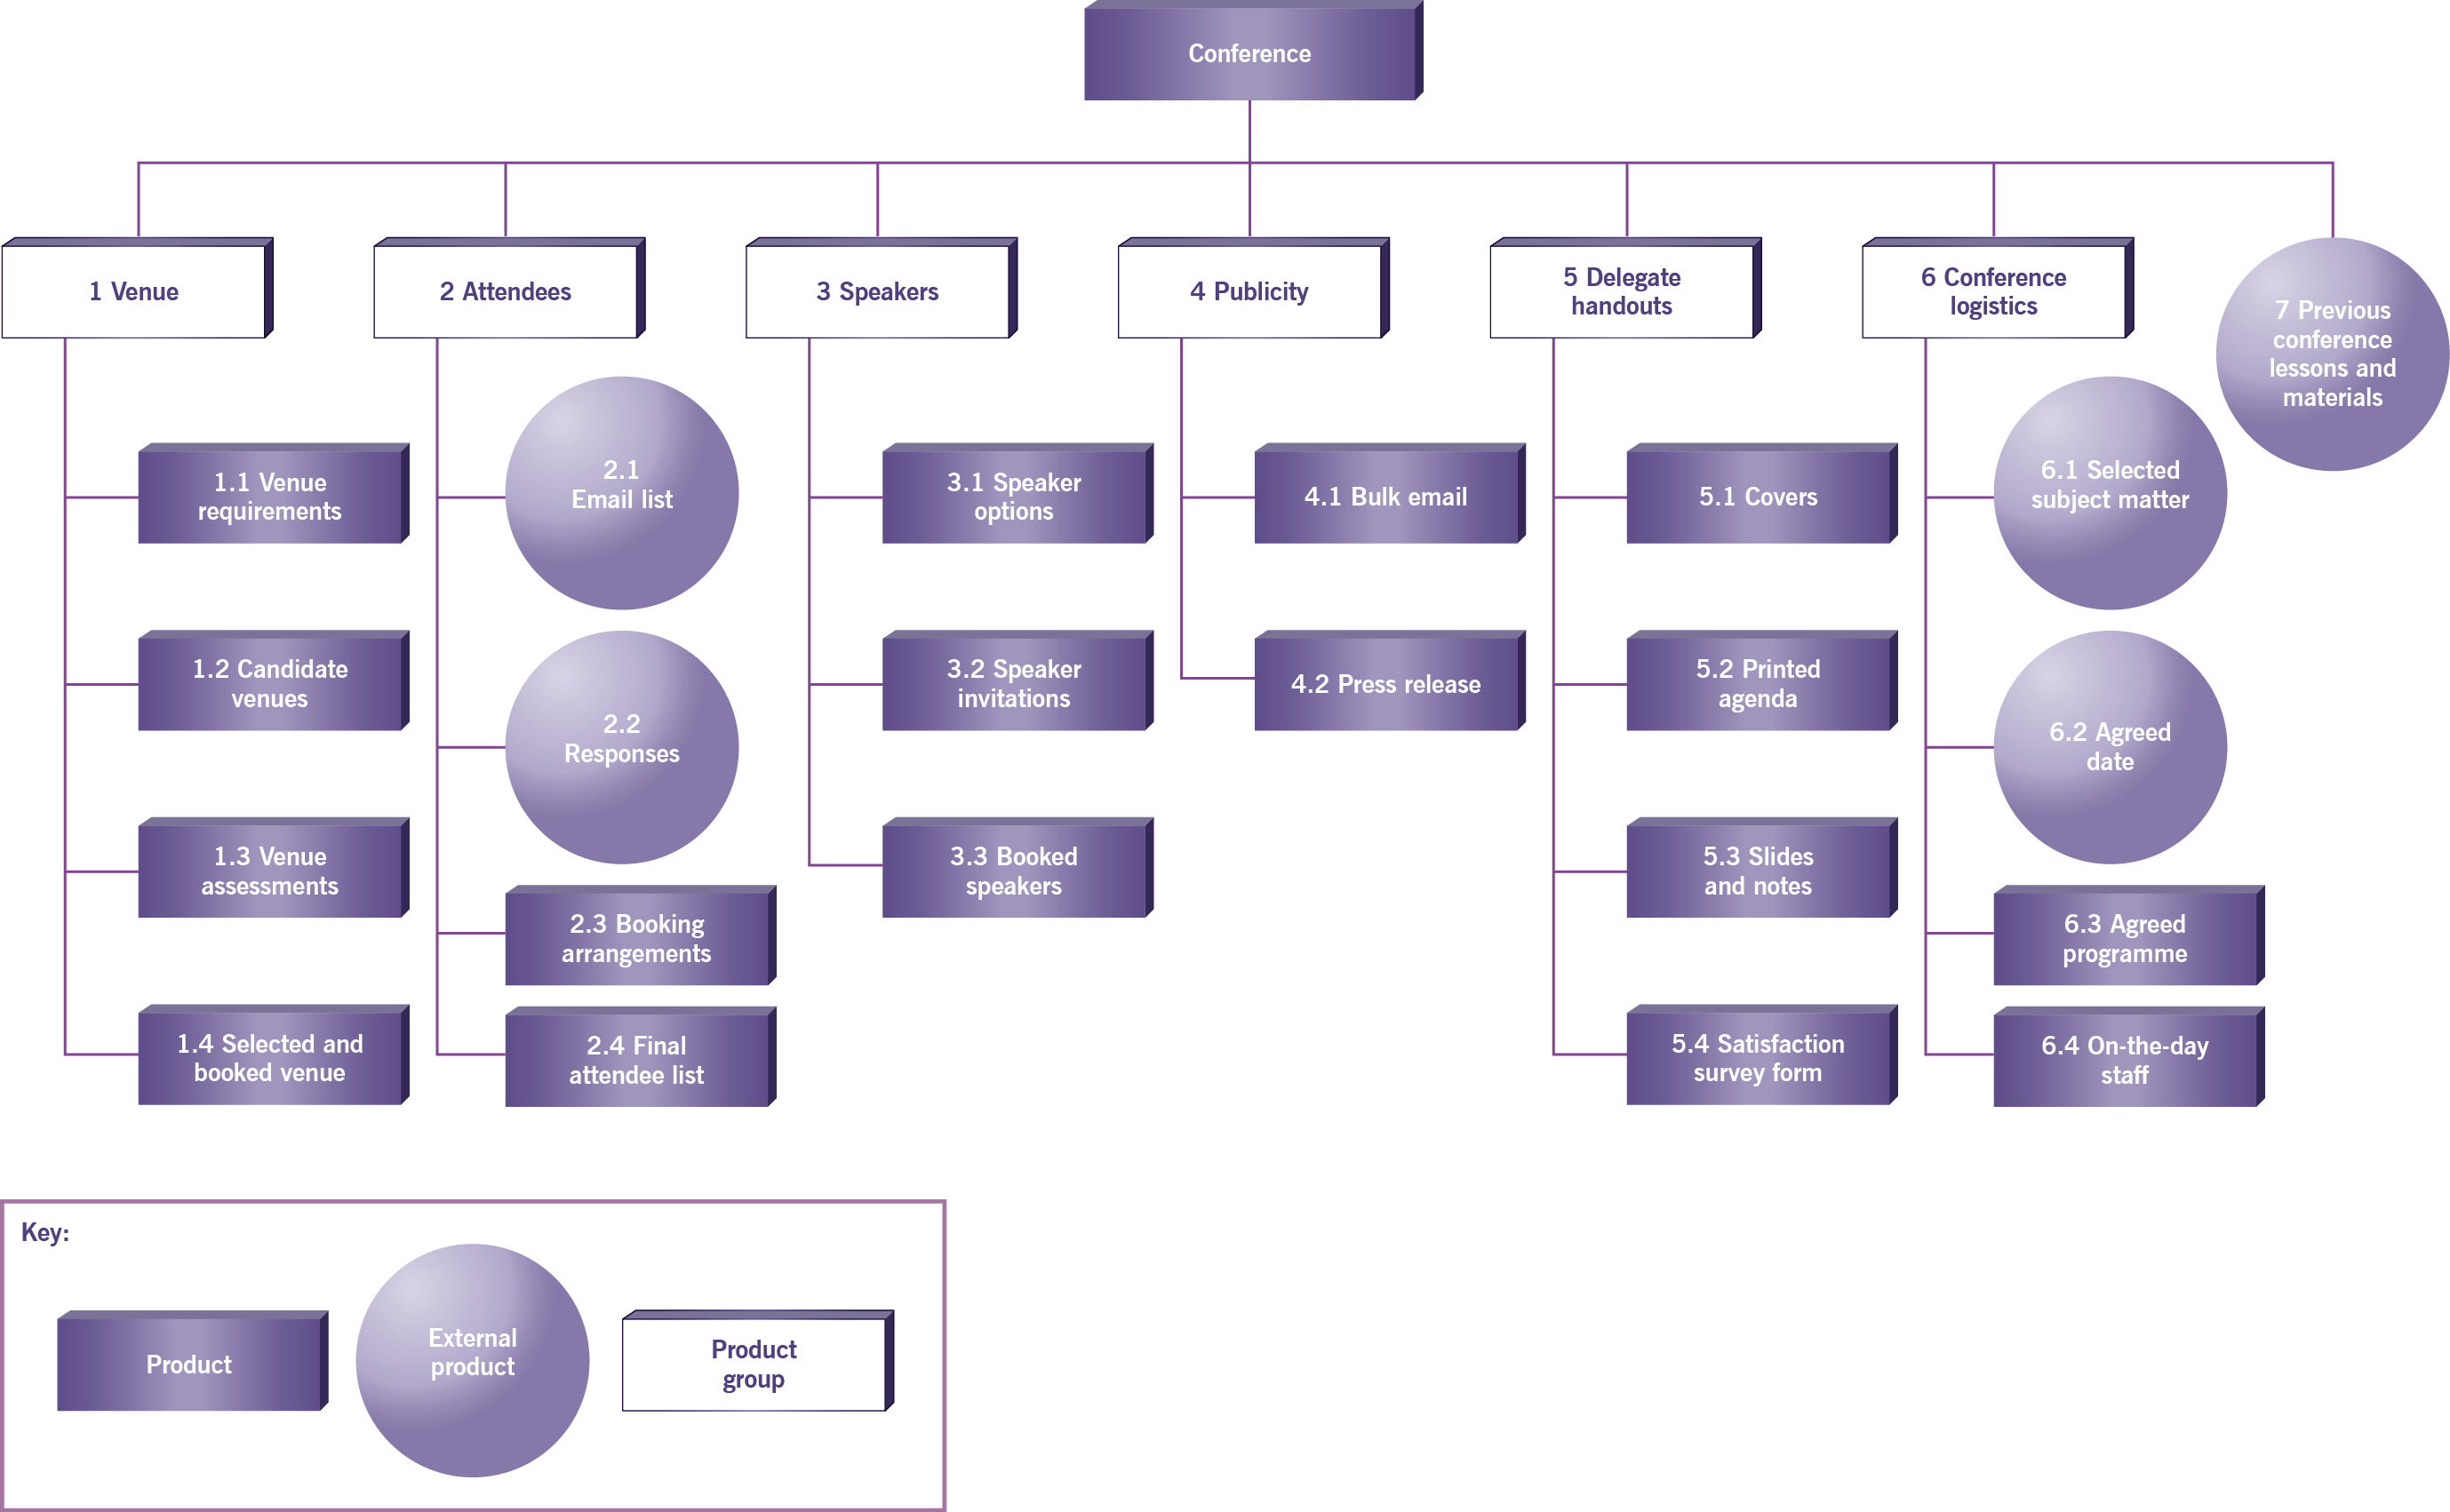 Conference
1 Venue
2 Attendees
3 Speakers
4 Publicity
5 Delegate
handouts
6 Conference
logistics
7 Previous
conference
lessons and
materials
1.1 Venue
requirements
1.2 Candidate
venues
1.3 Venue
assessments
1.4 Selected and
booked venue
2.1
Email list
2.2
Responses
2.3 Booking
arrangements
2.4 Final
attendee list
3.1 Speaker
options
3.2 Speaker
invitations
3.3 Booked
speakers
4.1 Bulk email
4.2 Press release
5.1 Covers
5.2 Printed
agenda
5.3 Slides
and notes
5.4 Satisfaction
survey form
6.1 Selected
subject matter
6.2 Agreed
date
6.3 Agreed
programme
6.4 On-the-day
staff
Key:
Product
External
product
Product
group